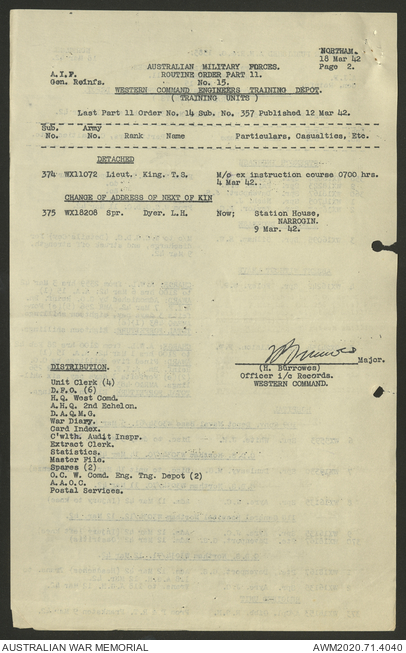 NORTHAM.
18 Mar 42
AUSTRALIAN MILITARY FORCES. Page 2.
A.I.F. ROUTINE ORDER PART 11.
Gen. Reinfs. No. 15.
WESTERN COMMAND ENGINEERS TRAINING DEPOT.
( TRAINING UNITS )
Last Part 11 Order No. 14 Sub. No. 357 Published 12 Mar 42.
Sub. Army
No. No. Rank Name Particulars, Casualties, Etc.
DETACHED
374 WX11072 Lieut. King. T.S. M/o ex instruction course 0700 hrs.
4 Mar 42..
CHANGE OF ADDRESS OF NEXT OF KIN
375 WX18208 Spr. Dyer. L.H. Now; Station House,
NARROGIN.
9 Mar. 42.
Major.
(H. Burrowes)
Officer i/c Records.
WESTERN COMMAND.
DISTRIBUTION.
Unit Clerk (4)
D.F.O. (6)
H.Q. West Comd.
A.H.Q. 2nd Echelon.
D.A.Q.M.G.
War Diary.
Card Index.
C'wlth. Audit Inspr.
Extract Clerk.
Statistics.
Master File.
Spares (2)
O.C. W. Comd. Eng. Tng. Depot (2)
A.A.O.C.
Postal Services.
AUSTRALIAN WAR MEMORIAL AWM2020.71.4040